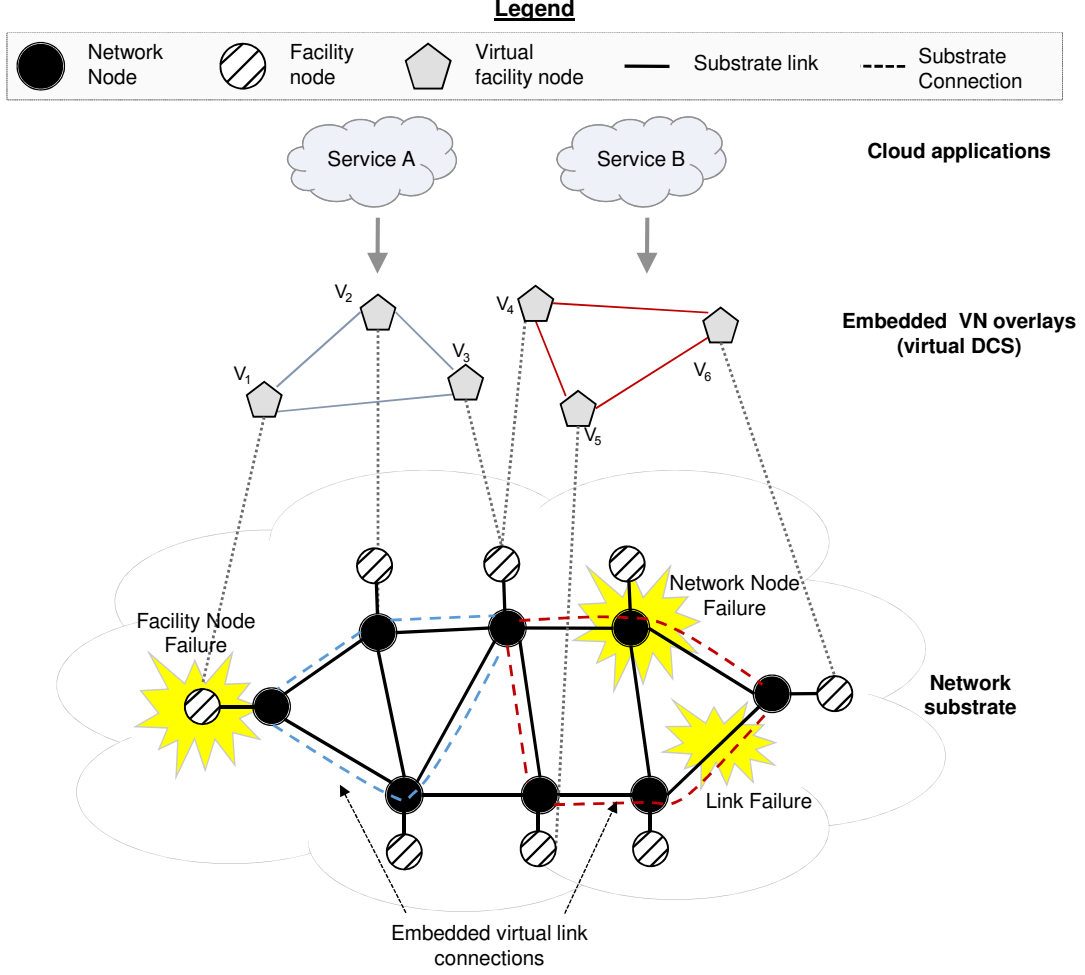 Legend
Network
Node
Facility
node
Virtual
facility node
Substrate link
Substrate
Connection
Service A
Service B
Cloud applications
V2
V4
V3
V1
V6
V5
Embedded VN overlays
(virtual DCS)
Network Node
Failure
Facility Node
Failure
Network
substrate
Link Failure
Embedded virtual link
connections